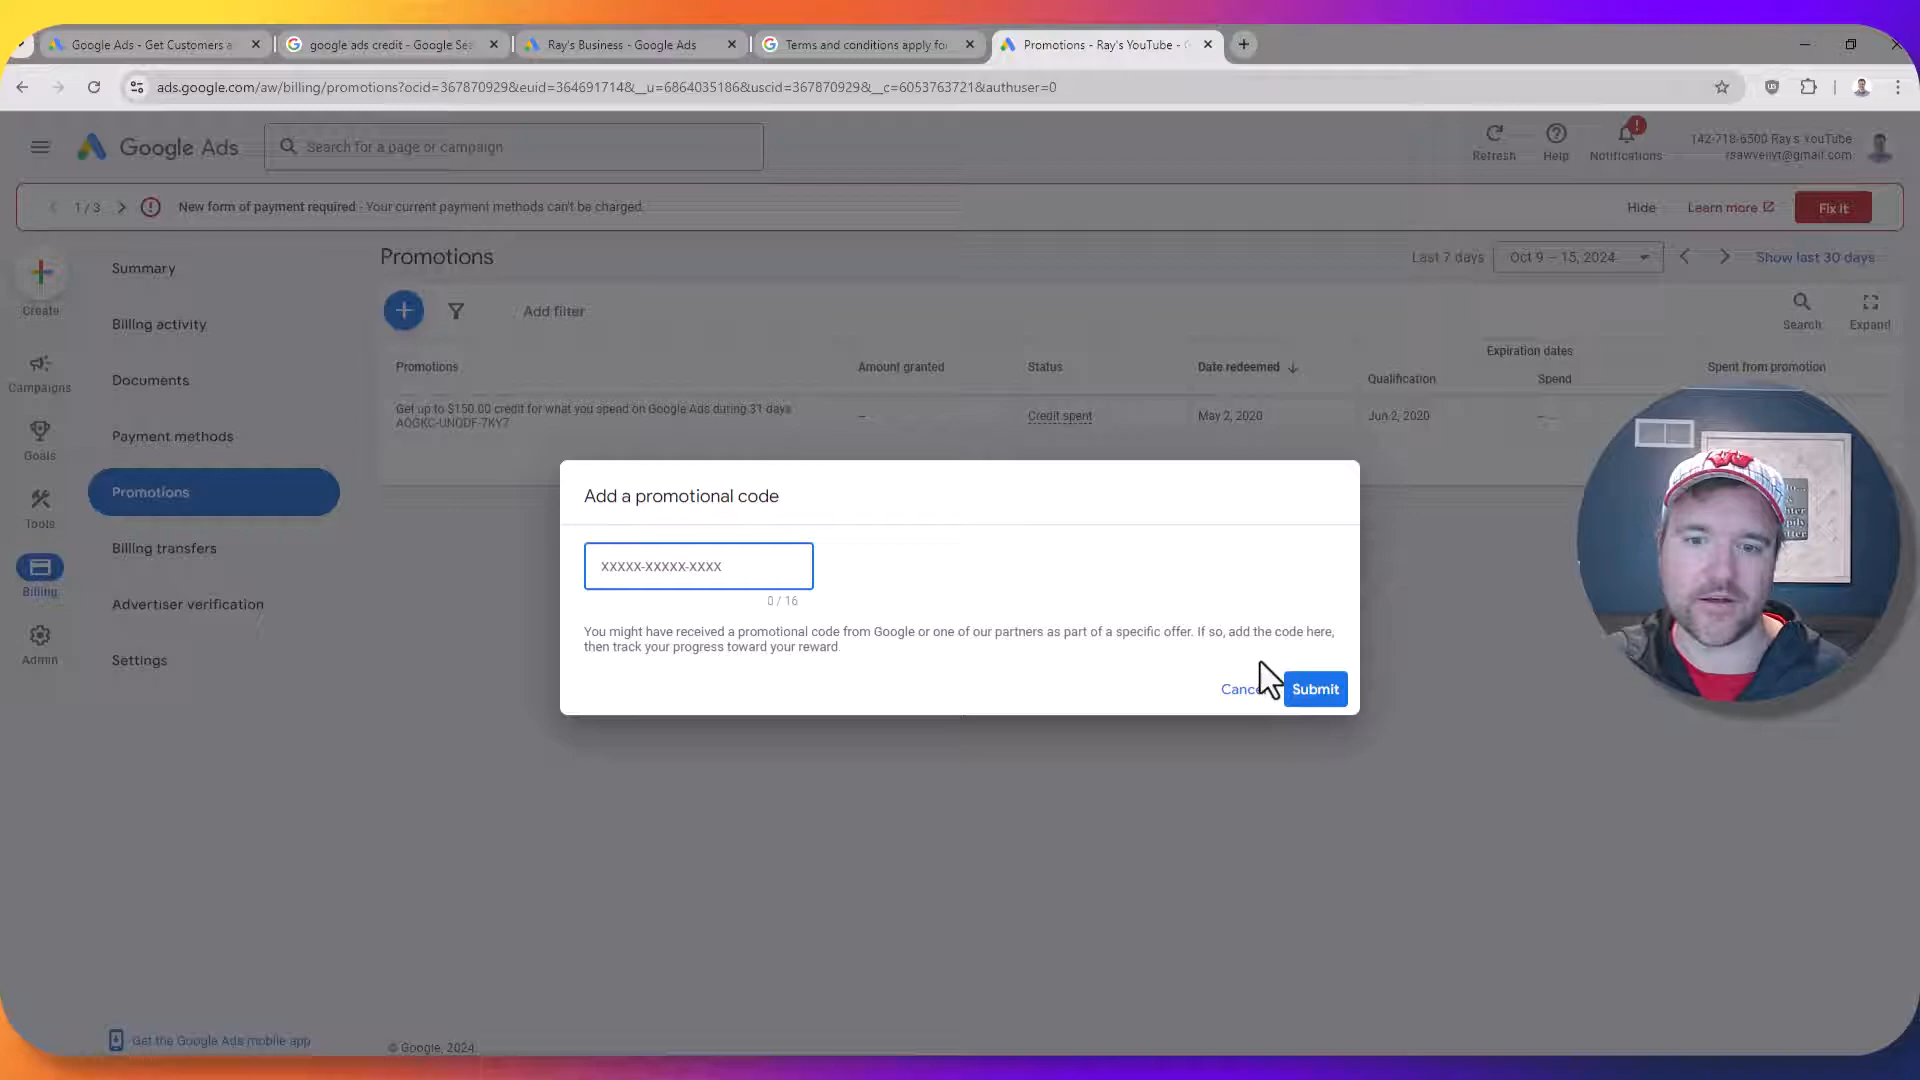 Google Ads - Get Customers a
google ads credit - Google Sea
Ray's Business - Google Ads
Terms and conditions apply for
Promotions - Ray's YouTube -
ads.google.com/aw/billing/promotions?ocid=367870929&euid=364691714&__u=6864035186&uscid=367870929&__c=6053763721&authuser=0
Google Ads
Search for a page or campaign
Refresh
Help
Notifications
142-718-6500 Ray's YouTube
rsawvellyt@gmail.com
1 / 3
New form of payment required - Your current payment methods can't be charged.
Hide
Learn more
Fix it
Create
Campaigns
Goals
Tools
Billing
Admin
Summary
Billing activity
Documents
Payment methods
Promotions
Billing transfers
Advertiser verification
Settings
Promotions
Last 7 days
Oct 9 – 15, 2024
Show last 30 days
Add filter
Search
Expand
Promotions
Amount granted
Status
Date redeemed
Expiration dates
Qualification
Spend
Spent from promotion
Get up to $150.00 credit for what you spend on Google Ads during 31 days
AOGKC-UNQDF-7KY7
–
Credit spent
May 2, 2020
Jun 2, 2020
–
Add a promotional code
XXXXX-XXXXX-XXXX
0 / 16
You might have received a promotional code from Google or one of our partners as part of a specific offer. If so, add the code here,
then track your progress toward your reward.
Submit
Get the Google Ads mobile app
© Google, 2024.